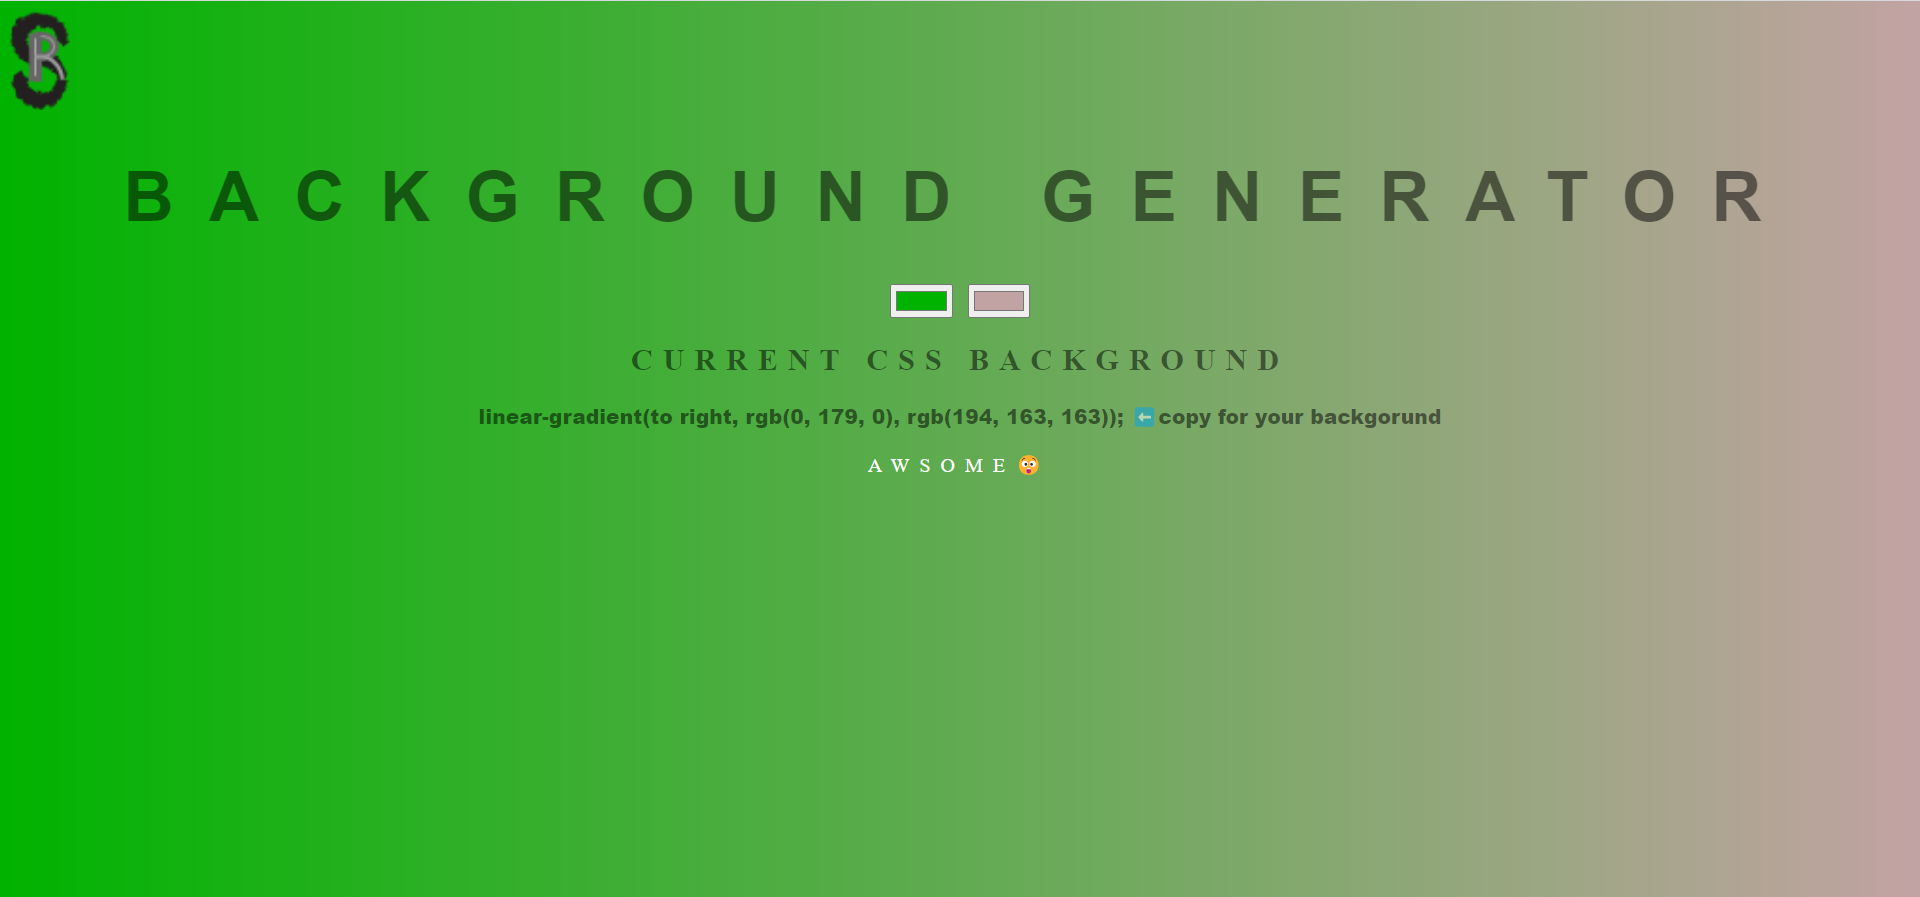 SR
BACKGROUND GENERATOR
CURRENT CSS BACKGROUND
linear-gradient(to right, rgb(0, 179, 0), rgb(194, 163, 163)); ⬅️copy for your backgorund
AWSOME 😳